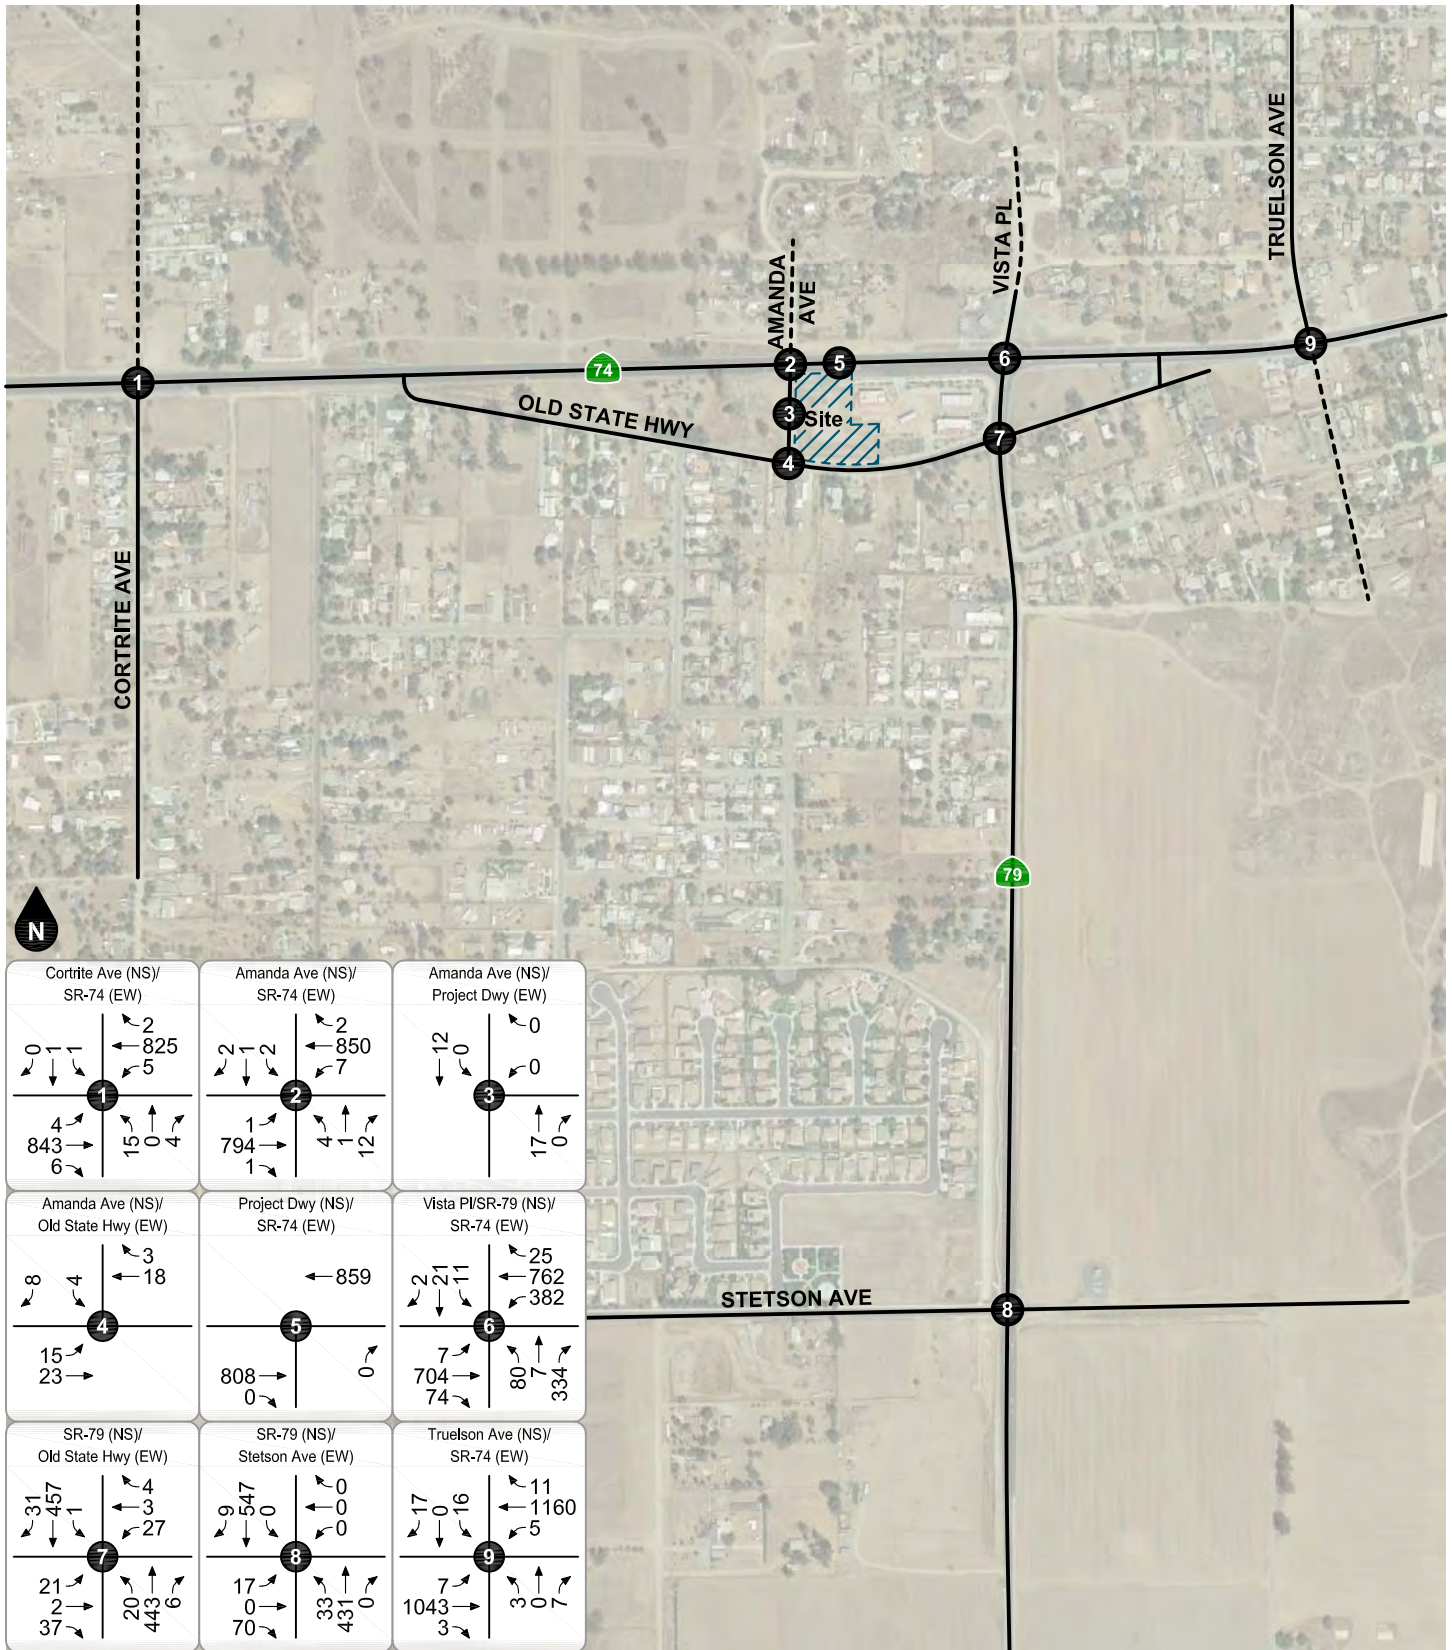 TRUELSON AVE
VISTA PL
AMANDA
AVE
1
74
2
5
6
9
OLD STATE HWY
3
Site
7
4
CORTRITE AVE
79
N
STETSON AVE
8
Cortrite Ave (NS)/
SR-74 (EW)
0 1 1
2
825
5
1
4
843
6
15 0 4
Amanda Ave (NS)/
SR-74 (EW)
2 1 2
2
850
7
2
1
794
1
4 1 12
Amanda Ave (NS)/
Project Dwy (EW)
12 0
0
0
3
17 0
Amanda Ave (NS)/
Old State Hwy (EW)
8 4
3
18
4
15
23
Project Dwy (NS)/
SR-74 (EW)
859
5
808
0
0
Vista Pl/SR-79 (NS)/
SR-74 (EW)
2 21 11
25
762
382
6
7
704
74
80 7 334
SR-79 (NS)/
Old State Hwy (EW)
31 457 1
4
3
27
7
21
2
37
20 443 6
SR-79 (NS)/
Stetson Ave (EW)
9 547 0
0
0
0
8
17
0
70
33 431 0
Truelson Ave (NS)/
SR-74 (EW)
17 0 16
11
1160
5
9
7
1043
3
3 0 7